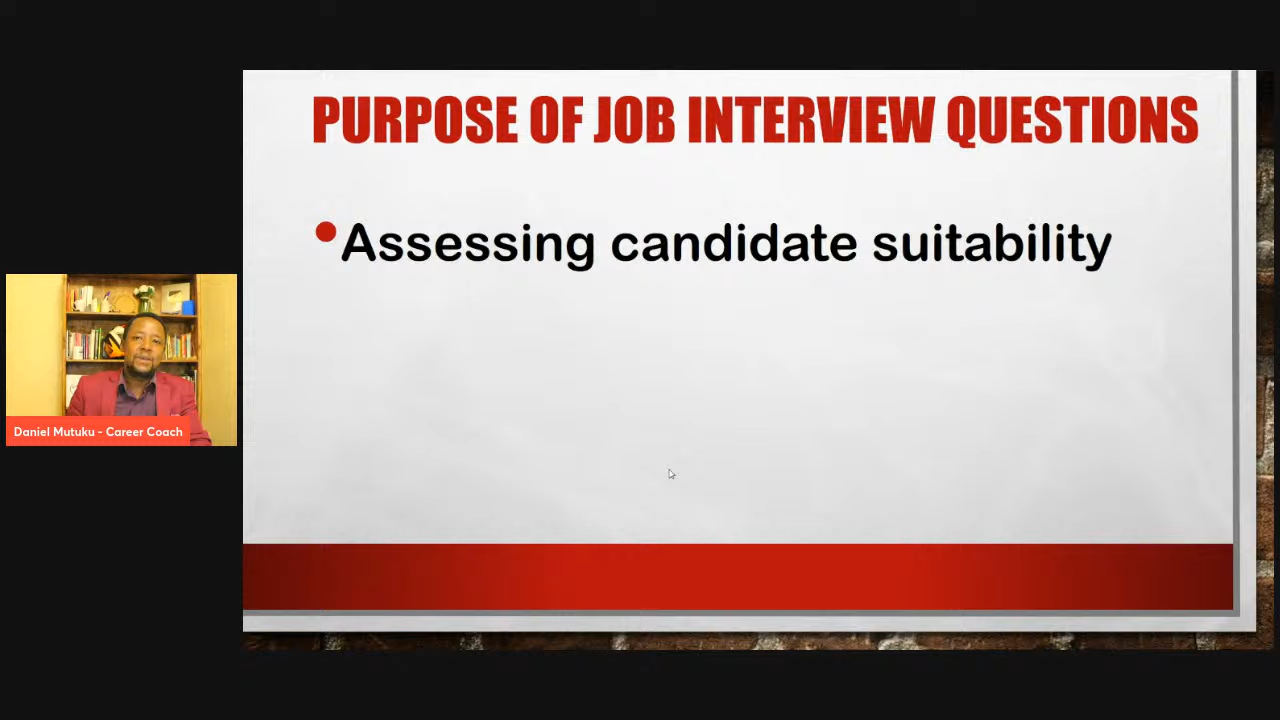 PURPOSE OF JOB INTERVIEW QUESTIONS
•Assessing candidate suitability
Daniel Mutuku - Career Coach